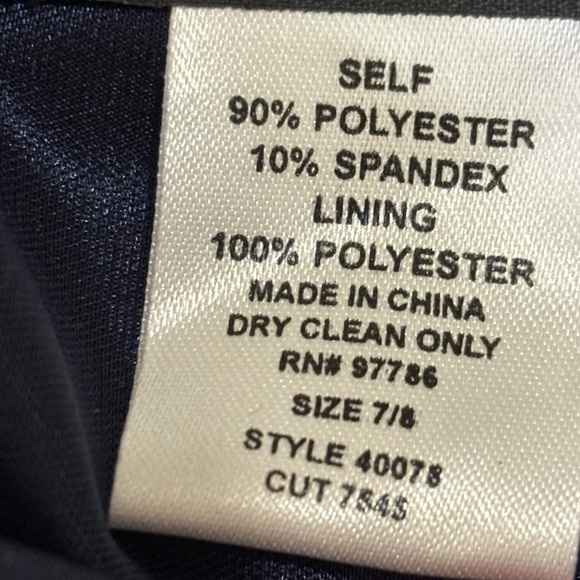 SELF
90% POLYESTER
10% SPANDEX
LINING
100% POLYESTER
MADE IN CHINA
DRY CLEAN ONLY
RN# 97786
SIZE 7/8
STYLE 40078
CUT